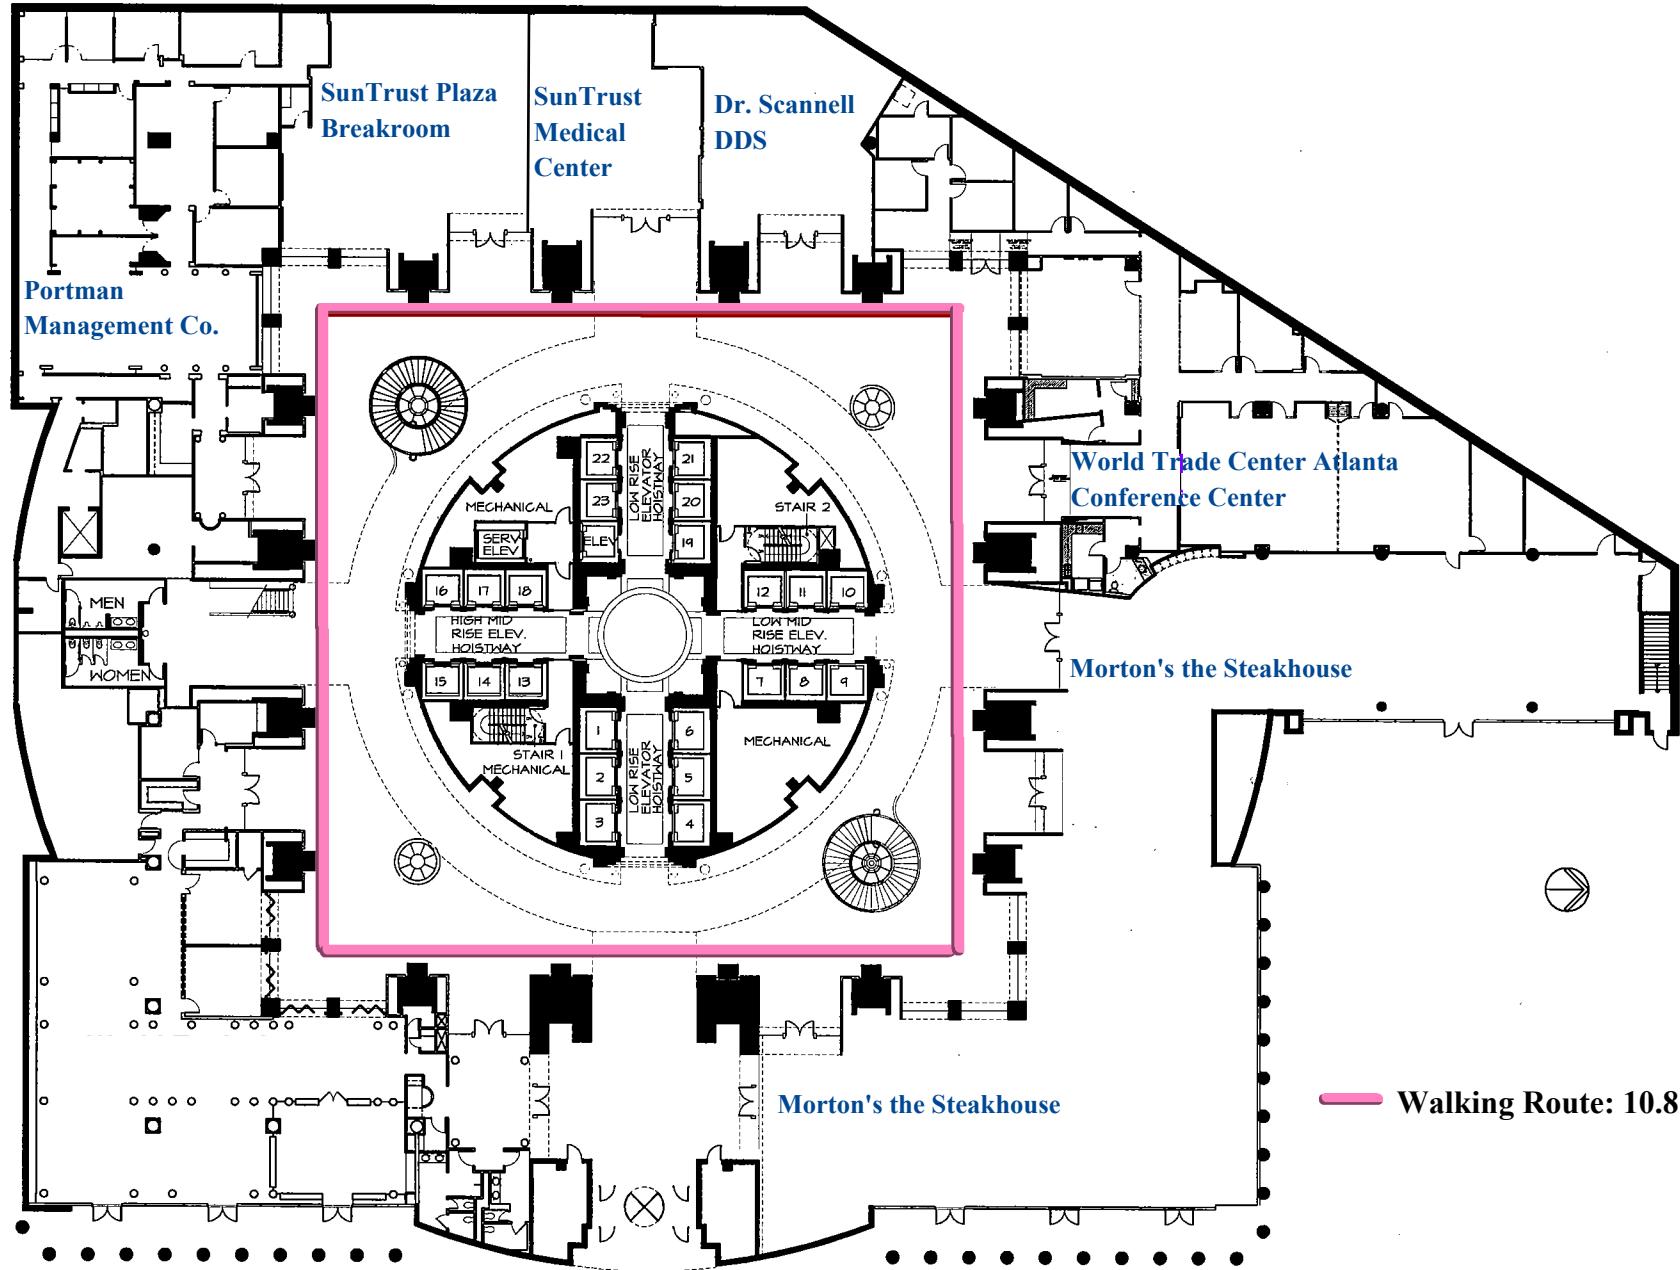 SunTrust Plaza
Breakroom
SunTrust
Medical
Center
Dr. Scannell
DDS
Portman
Management Co.
World Trade Center Atlanta
Conference Center
22
23
ELEV
LOW RISE
ELEVATOR
HOISTWAY
21
20
19
MECHANICAL
SERV
ELEV
STAIR 2
16
17
18
12
11
10
HIGH MID
RISE ELEV.
HOISTWAY
LOW MID
RISE ELEV.
HOISTWAY
15
14
13
7
8
9
MEN
WOMEN
Morton's the Steakhouse
STAIR 1
MECHANICAL
1
2
3
LOW RISE
ELEVATOR
HOISTWAY
6
5
4
MECHANICAL
Morton's the Steakhouse
Walking Route: 10.8